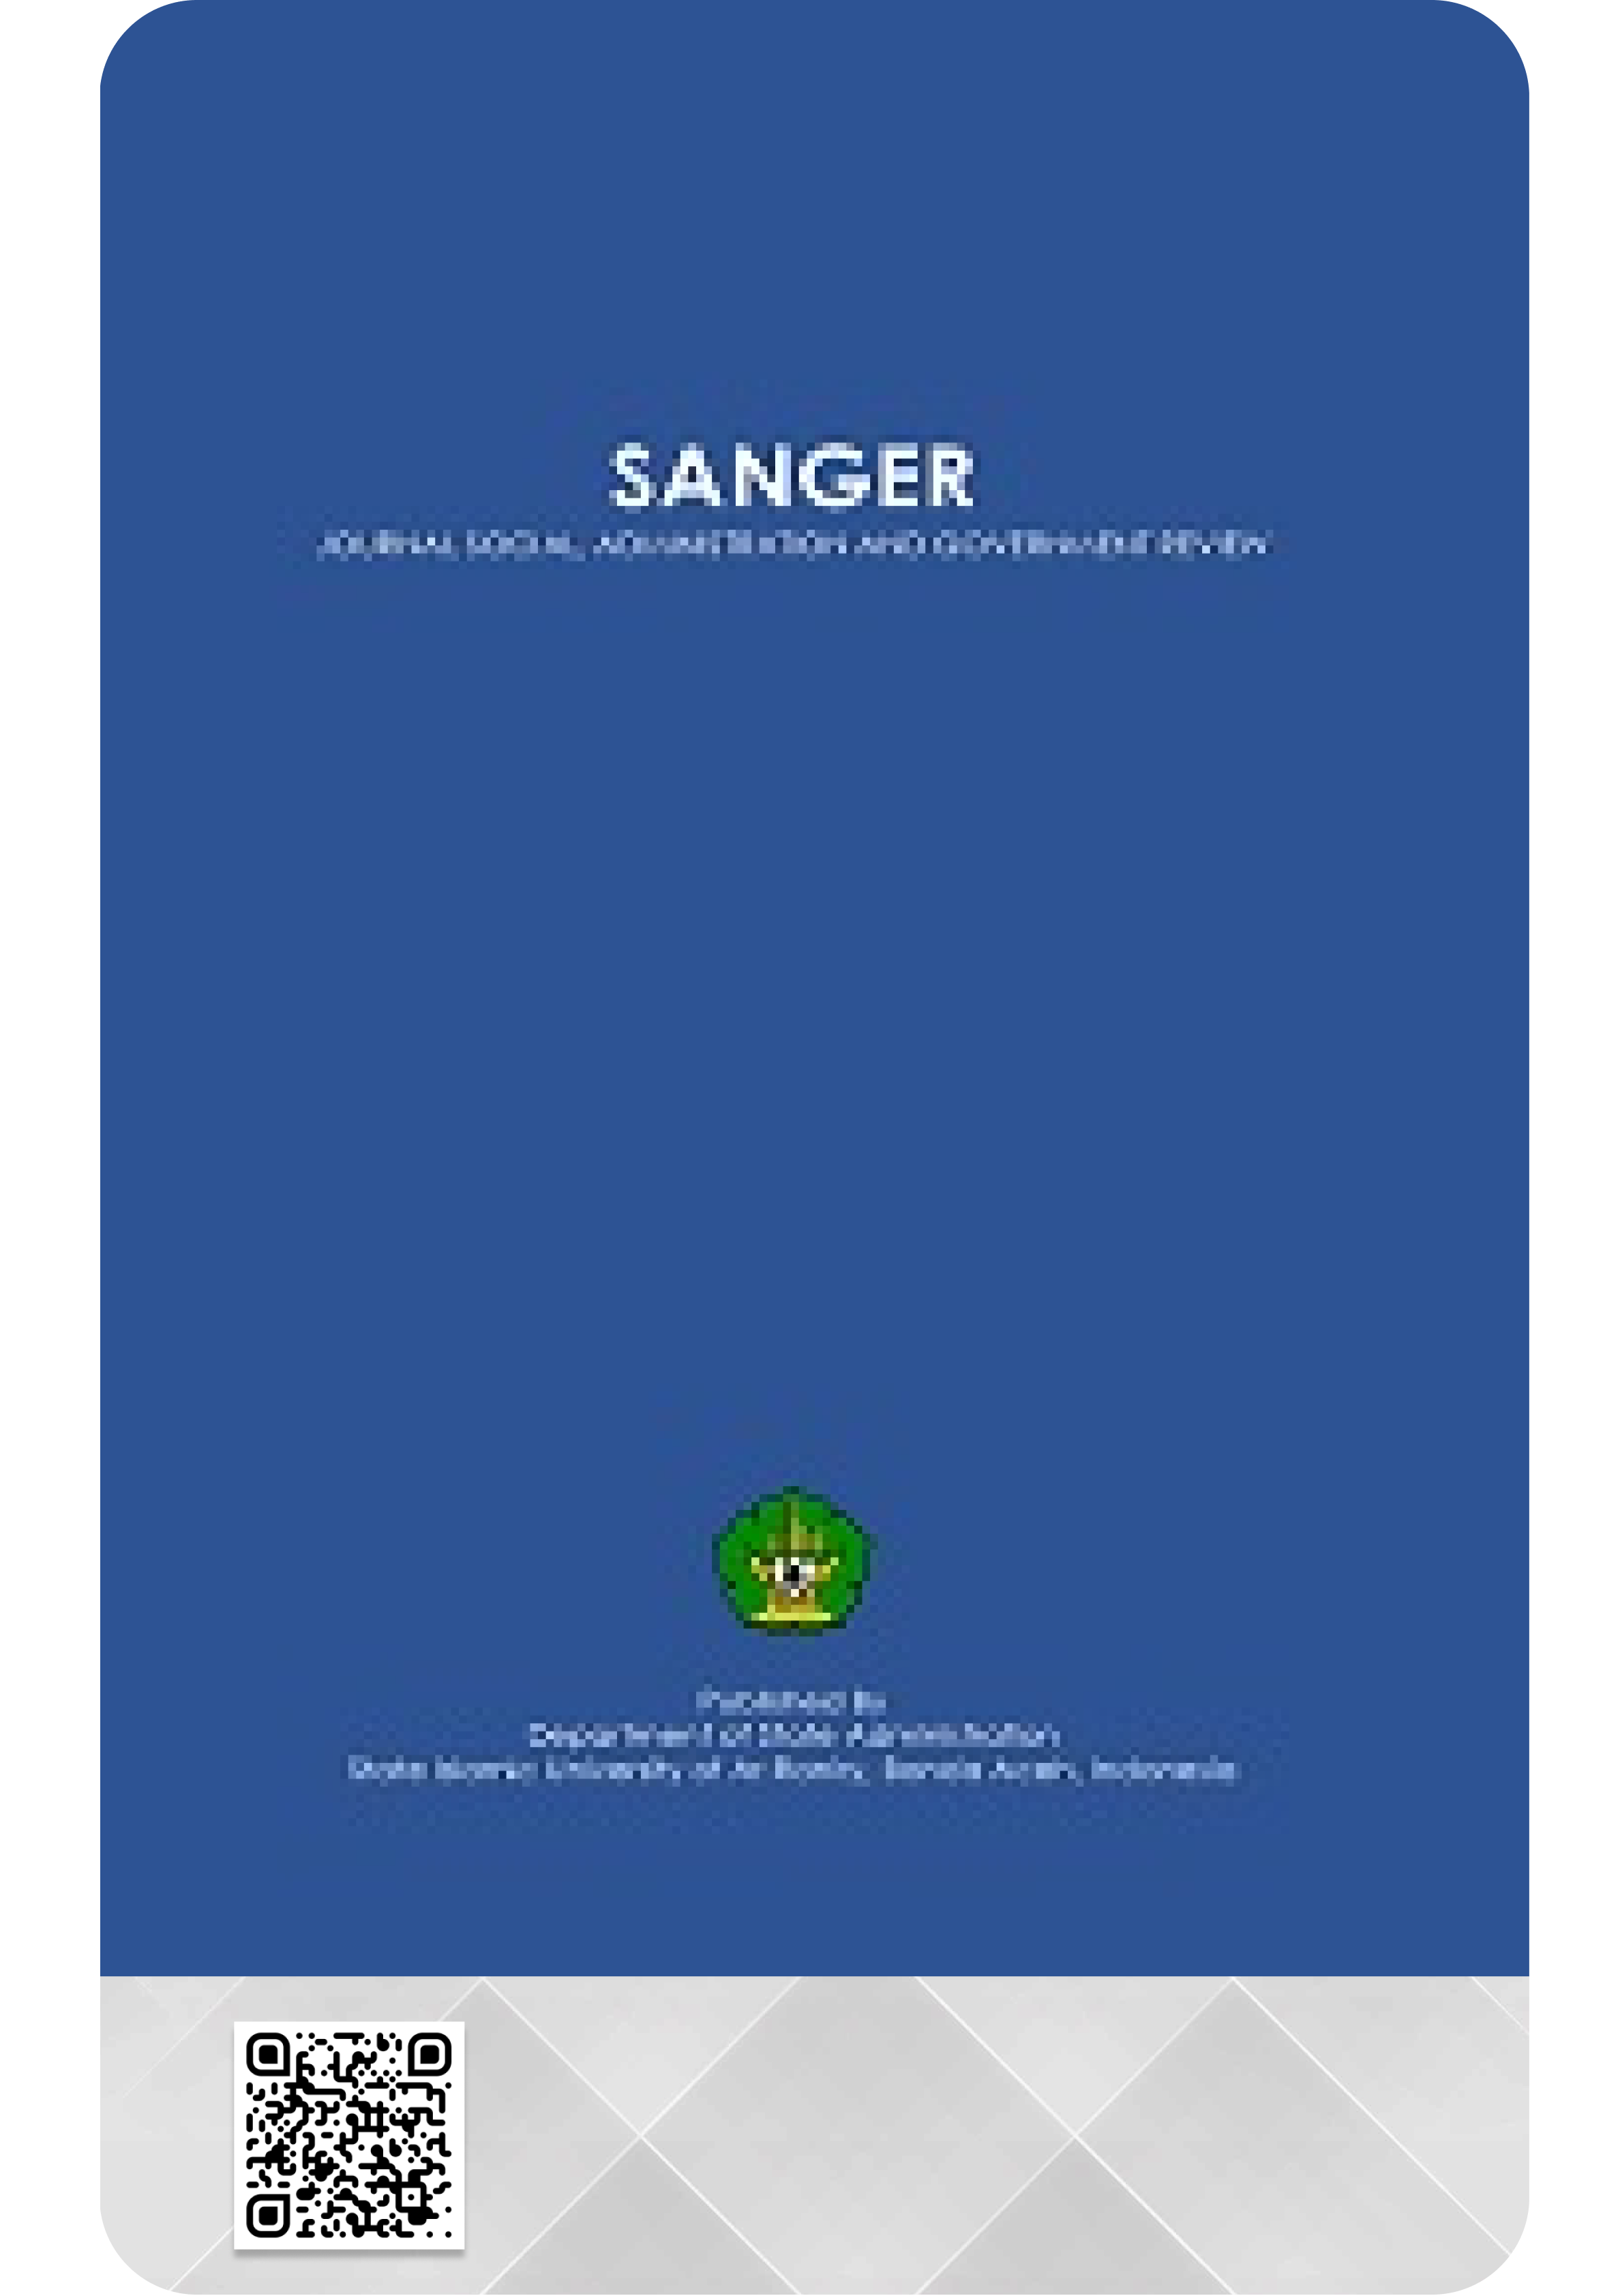 SANGER
JOURNAL SOCIAL, ADMINISTRATION AND GOVERNMENT REVIEW
Published By
Department of State Administration
State Islamic University of Ar Raniry, Banda Aceh, Indonesia